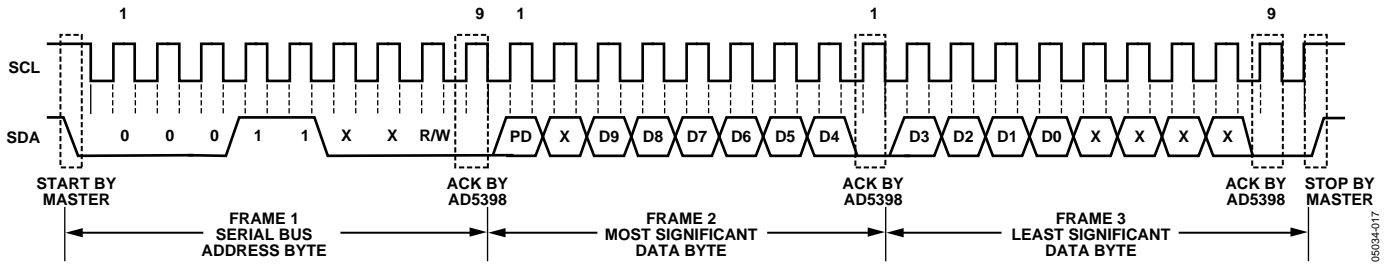 1 9 1 1 9
SCL
SDA 0 0 0 1 1 X X R/W PD X D9 D8 D7 D6 D5 D4 D3 D2 D1 D0 X X X X
START BY
MASTER
ACK BY
AD5398
ACK BY
AD5398
ACK BY
AD5398
STOP BY
MASTER
FRAME 1
SERIAL BUS
ADDRESS BYTE
FRAME 2
MOST SIGNIFICANT
DATA BYTE
FRAME 3
LEAST SIGNIFICANT
DATA BYTE
05034-017